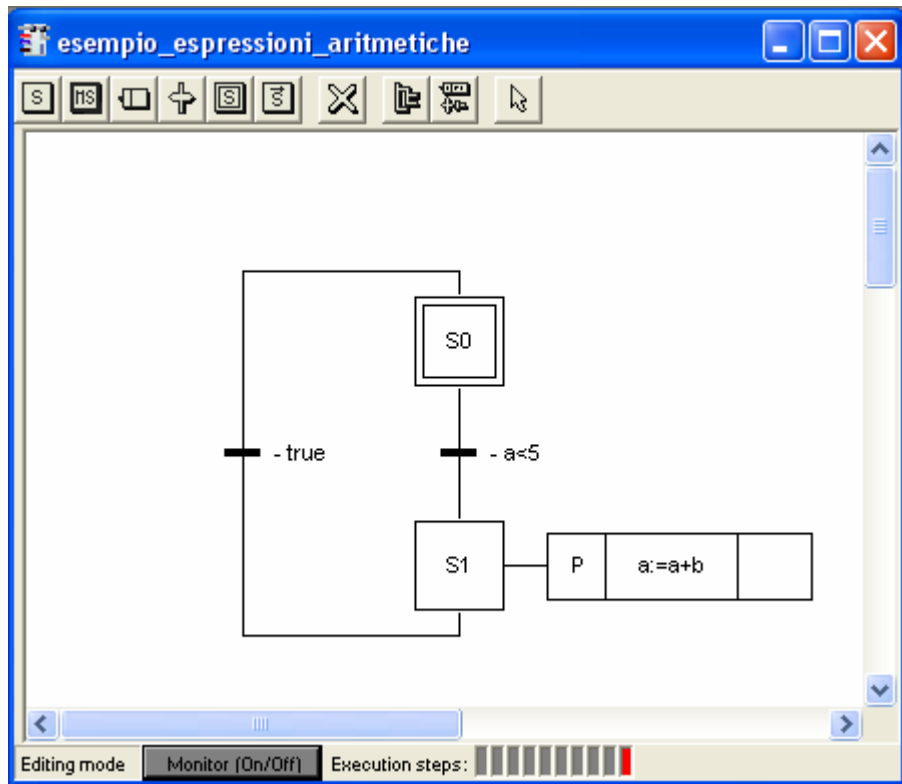 esempio_espressioni_aritmetiche
S MS S S
S0
- true - a<5
S1 P a:=a+b
Editing mode Monitor (On/Off) Execution steps: